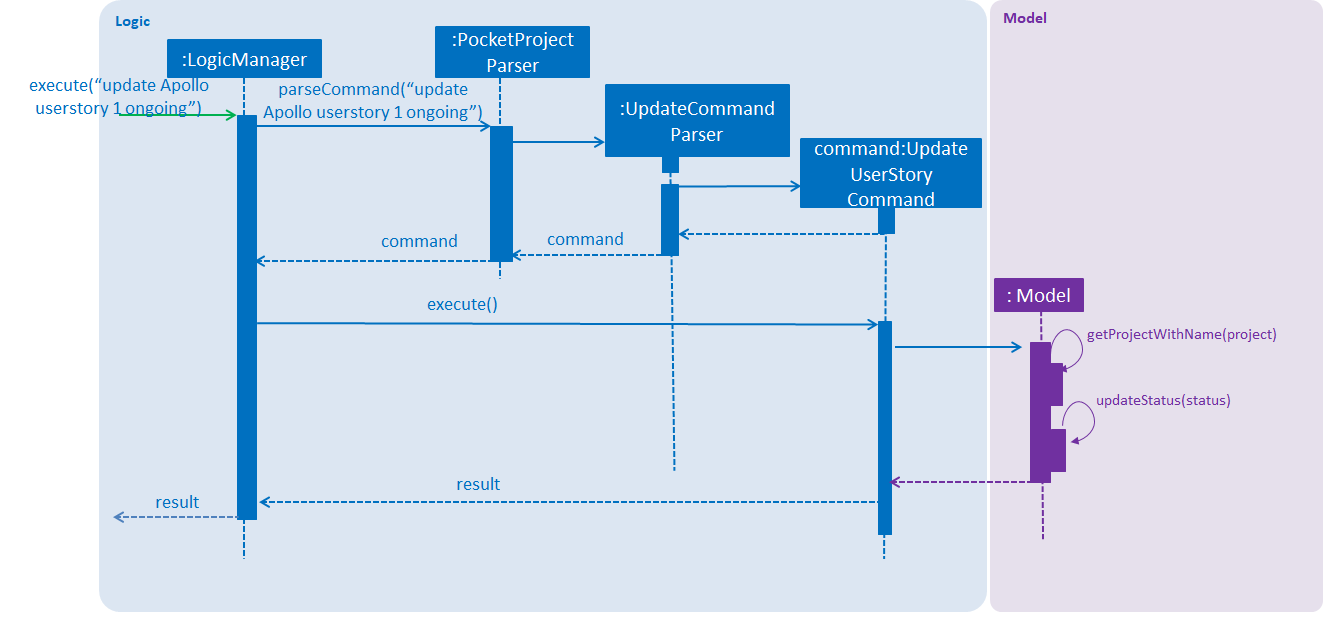 Logic
Model
:LogicManager
:PocketProject
Parser
execute(“update Apollo
userstory 1 ongoing”)
parseCommand(“update
Apollo userstory 1 ongoing”)
:UpdateCommand
Parser
command:Update
UserStory
Command
command
command
: Model
execute()
getProjectWithName(project)
updateStatus(status)
result
result